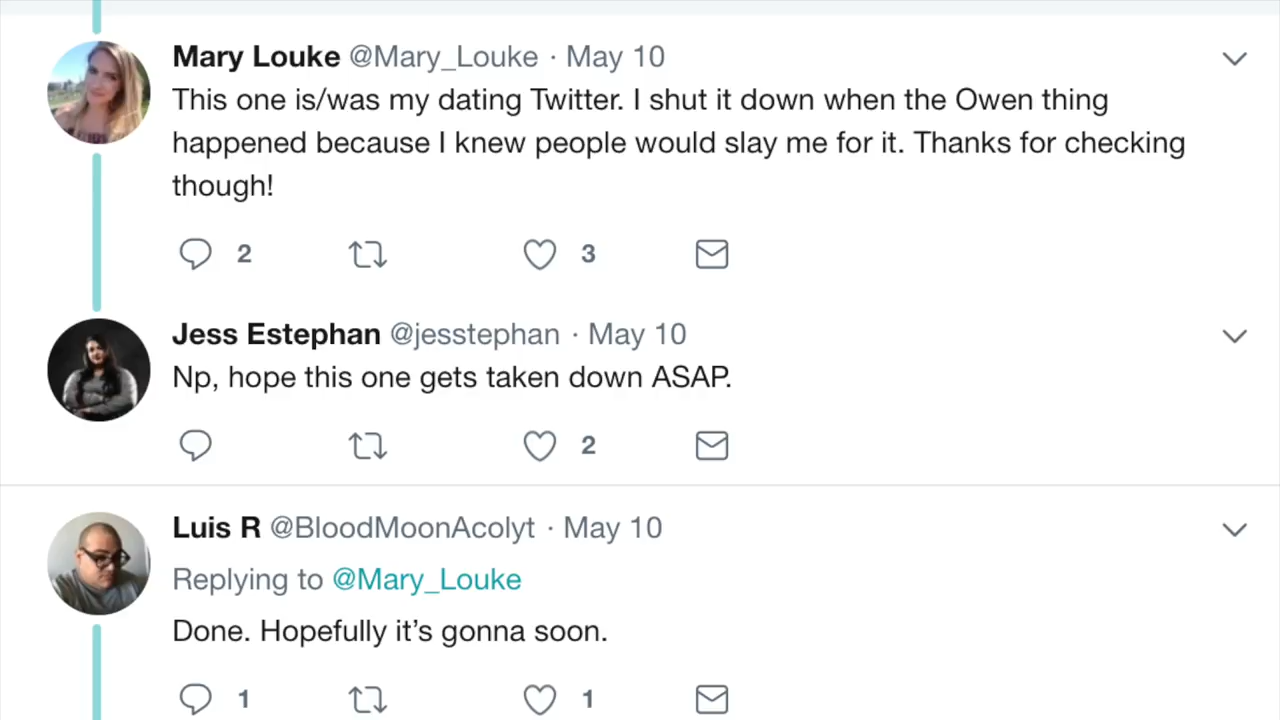 Mary Louke @Mary_Louke · May 10
This one is/was my dating Twitter. I shut it down when the Owen thing
happened because I knew people would slay me for it. Thanks for checking
though!
2 3
Jess Estephan @jesstephan · May 10
Np, hope this one gets taken down ASAP.
2
Luis R @BloodMoonAcolyt · May 10
Replying to @Mary_Louke
Done. Hopefully it’s gonna soon.
1 1